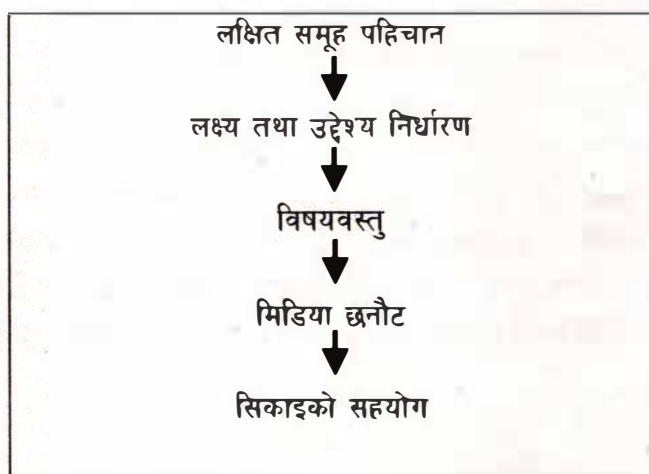 लक्षित समूह पहिचान
लक्ष्य तथा उद्देश्य निर्धारण
विषयवस्तु
मिडिया छनौट
सिकाइको सहयोग